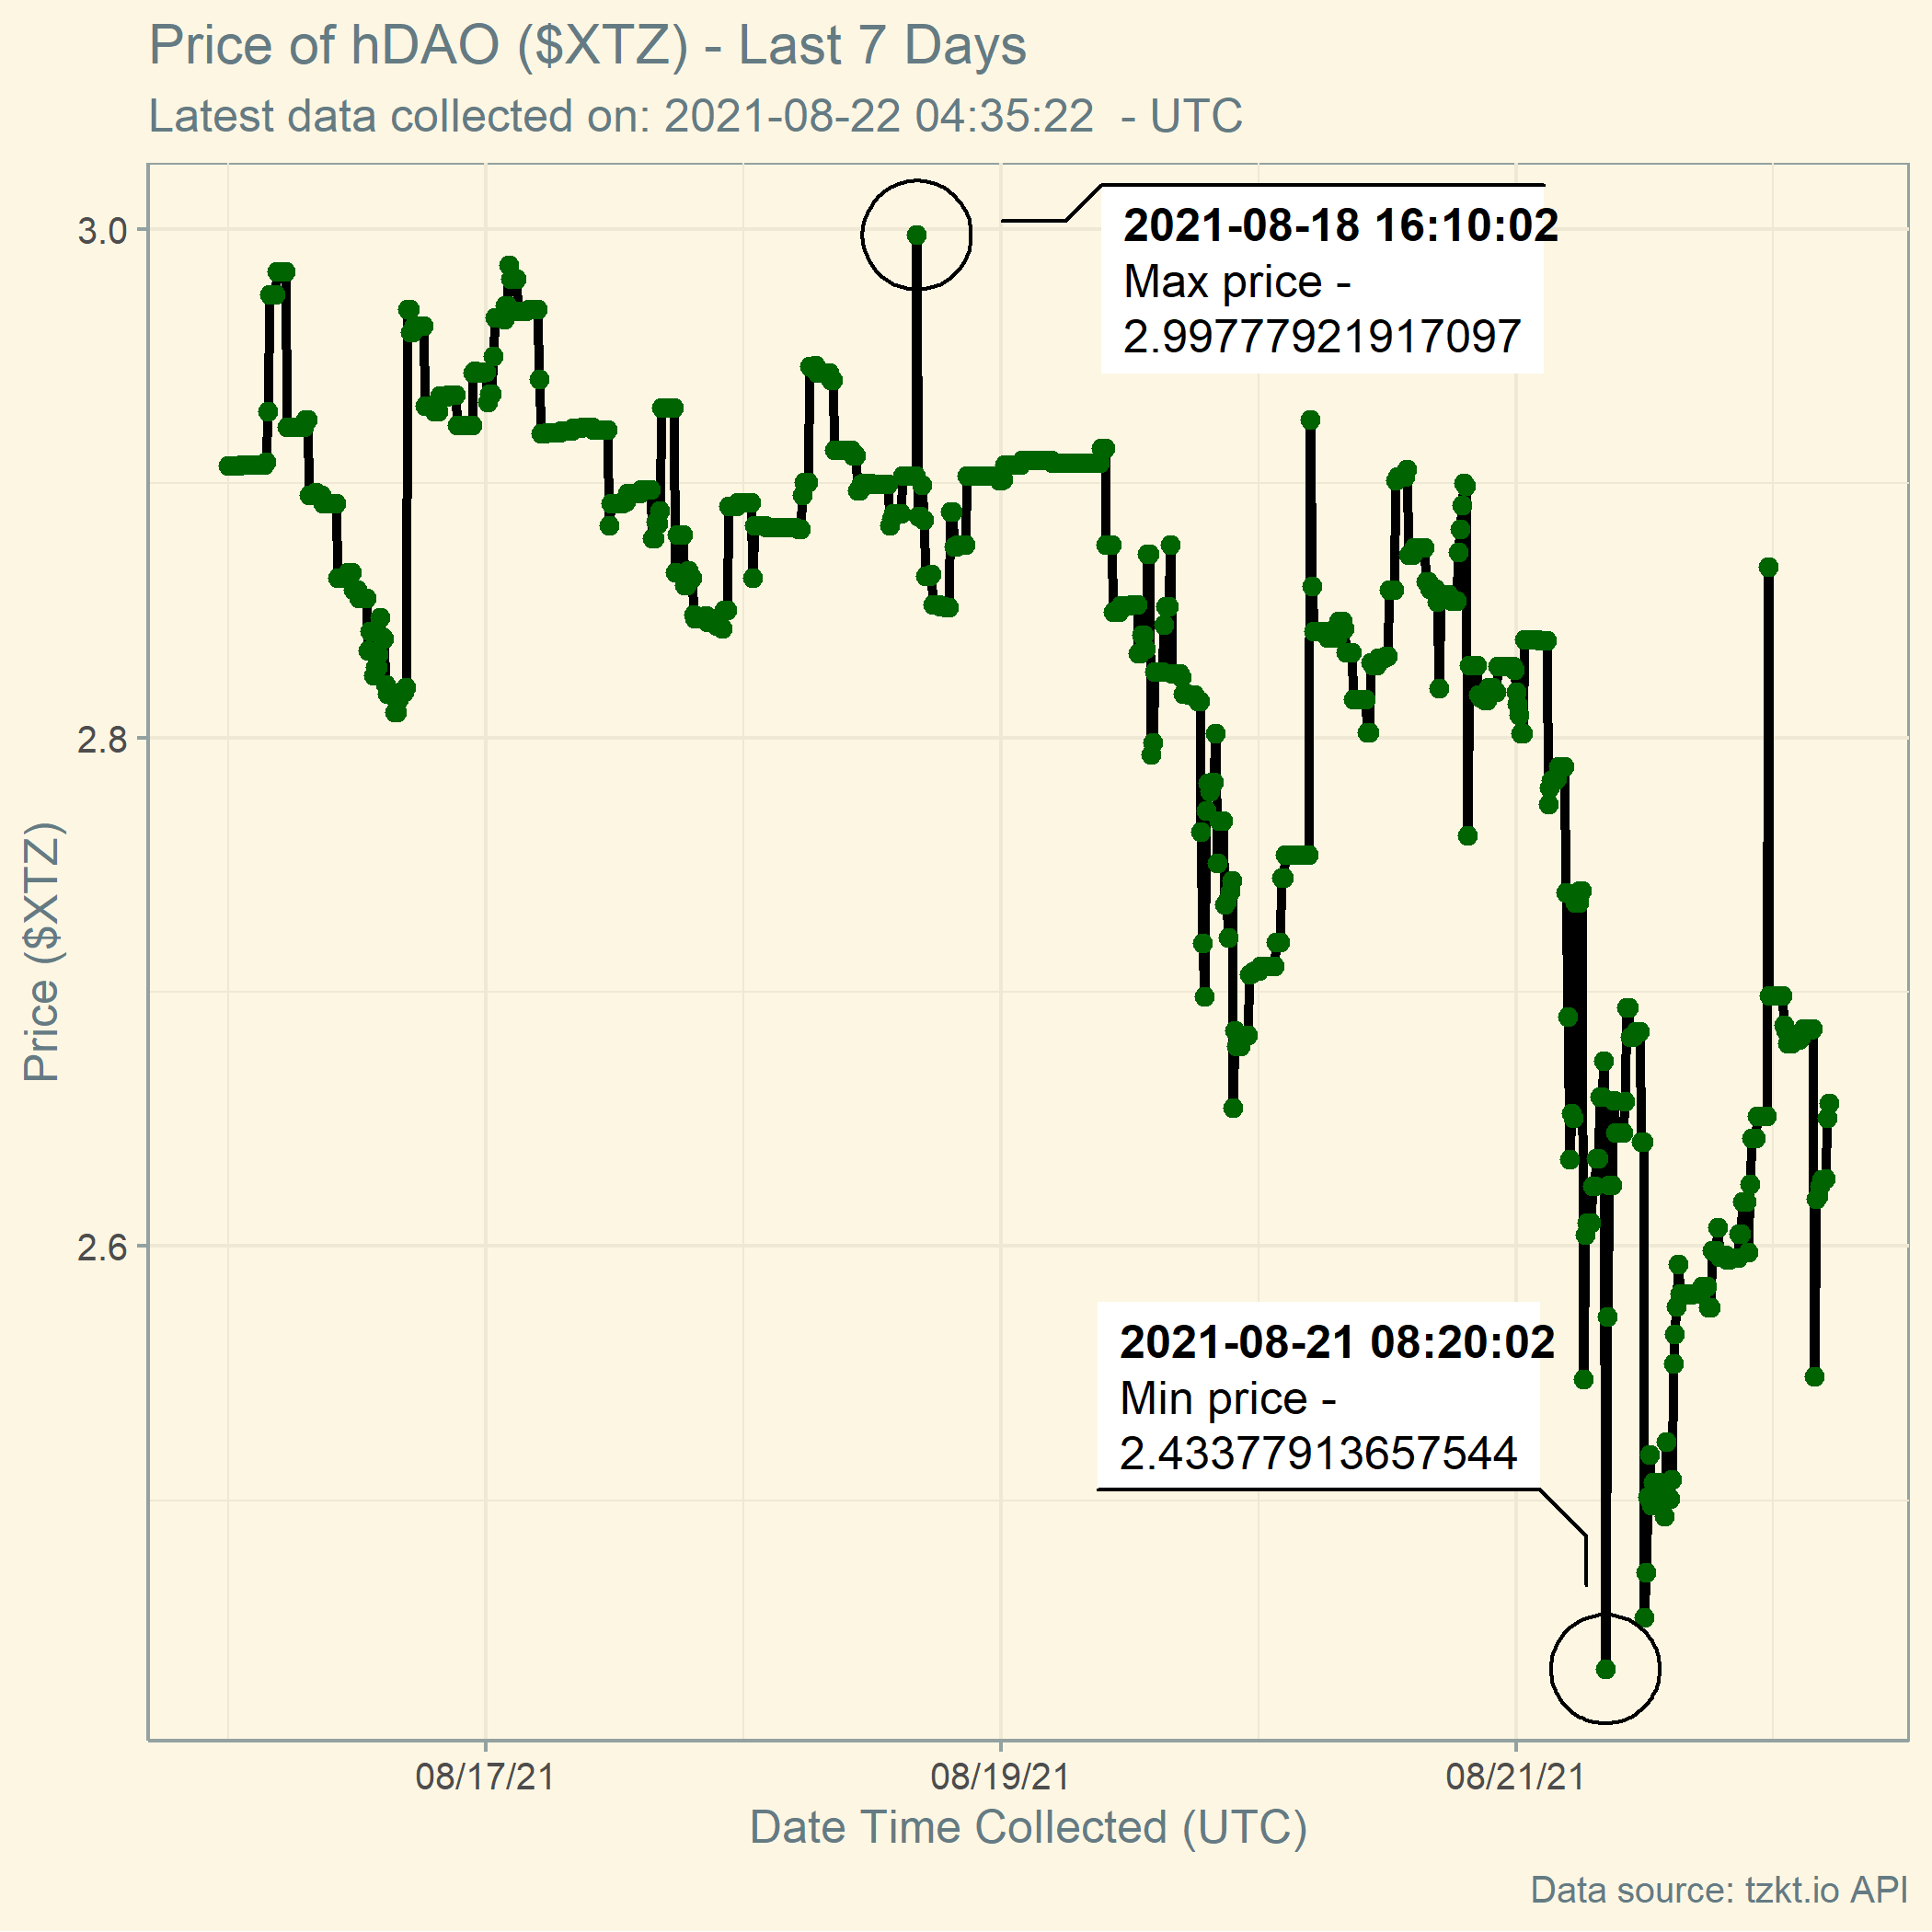 Price of hDAO ($XTZ) - Last 7 Days
Latest data collected on: 2021-08-22 04:35:22  - UTC
3.0
2.8
2.6
Price ($XTZ)
2021-08-18 16:10:02
Max price -
2.99777921917097
2021-08-21 08:20:02
Min price -
2.43377913657544
08/17/21
08/19/21
08/21/21
Date Time Collected (UTC)
Data source: tzkt.io API